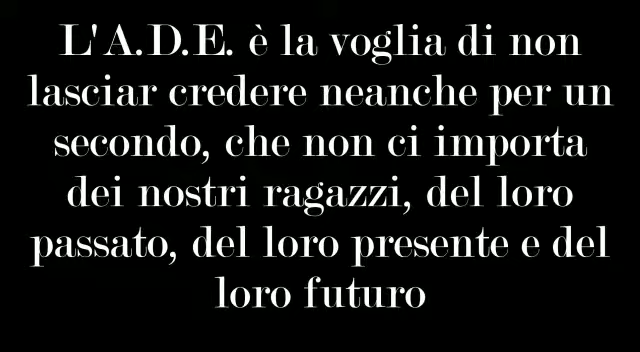 L'A.D.E. è la voglia di non
lasciar credere neanche per un
secondo, che non ci importa
dei nostri ragazzi, del loro
passato, del loro presente e del
loro futuro